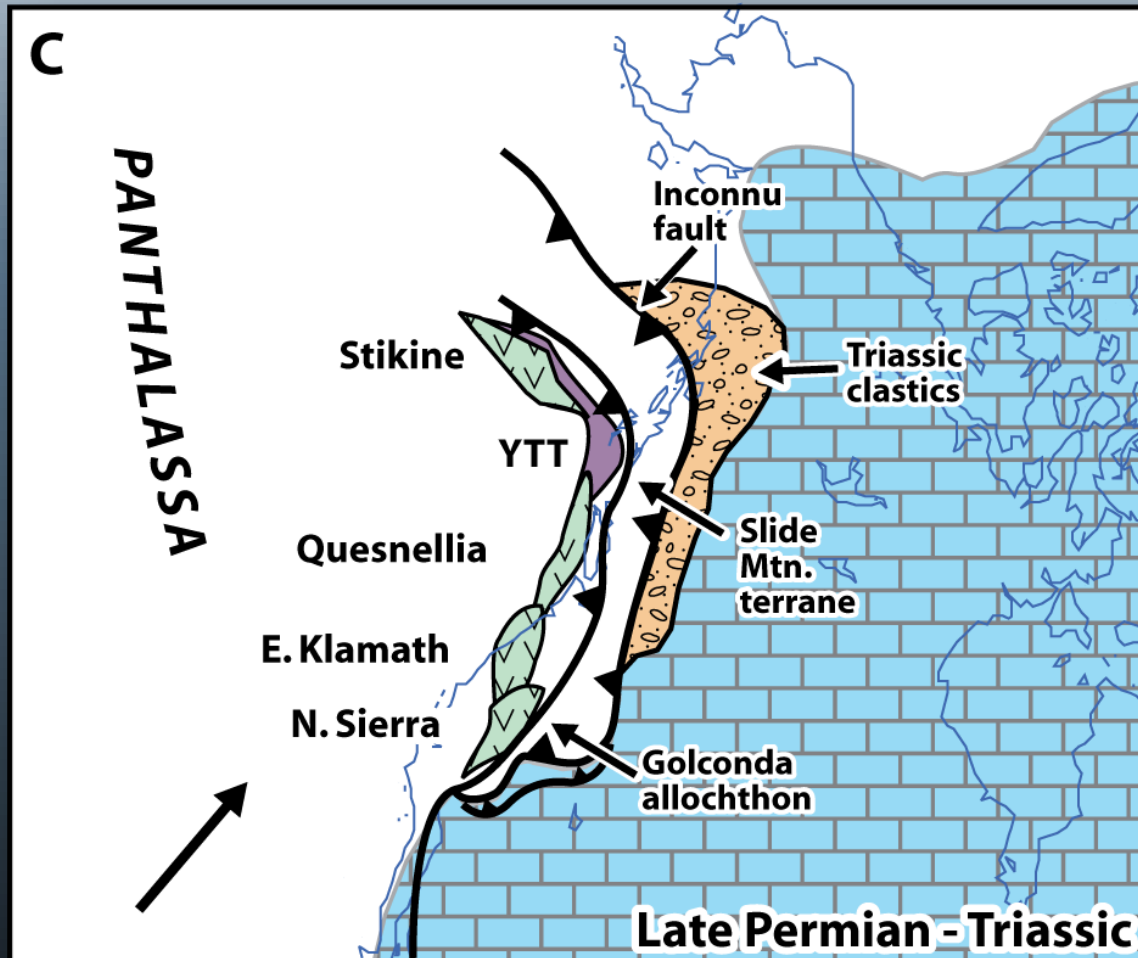 C
PANTHALASSA
Inconnu
fault
Stikine
Triassic
clastics
YTT
Slide
Mtn.
terrane
Quesnellia
E. Klamath
N. Sierra
Golconda
allochthon
Late Permian - Triassic